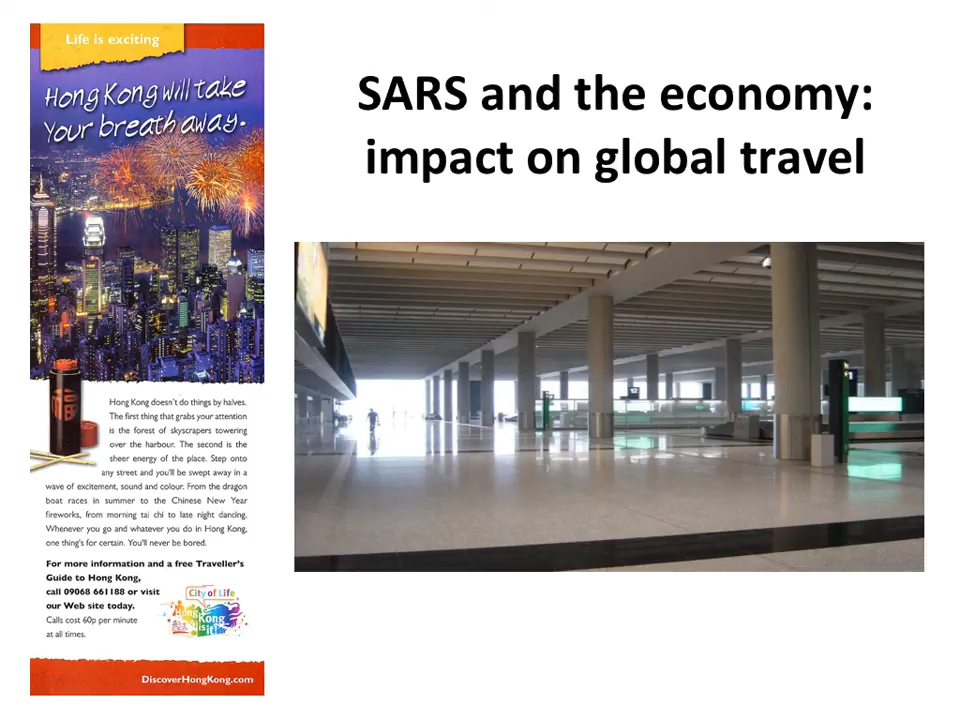 Life is exciting
Hong Kong will take
Your breath away.
Hong Kong doesn't do things by halves.
The first thing that grabs your attention
is the forest of skyscrapers towering
over the harbour. The second is the
sheer energy of the place. Step onto
any street and you'll be swept away in a
wave of excitement, sound and colour. From the dragon
boat races in summer to the Chinese New Year
fireworks, from morning tai chi to late night dancing.
Whenever you go and whatever you do in Hong Kong,
one thing's for certain. You'll never be bored.
For more information and a free Traveller's
Guide to Hong Kong,
call 09068 661188 or visit
our Web site today.
Calls cost 60p per minute
at all times.
City of Life
Hong
Kong
is it!
DiscoverHongKong.com
SARS and the economy:
impact on global travel
福